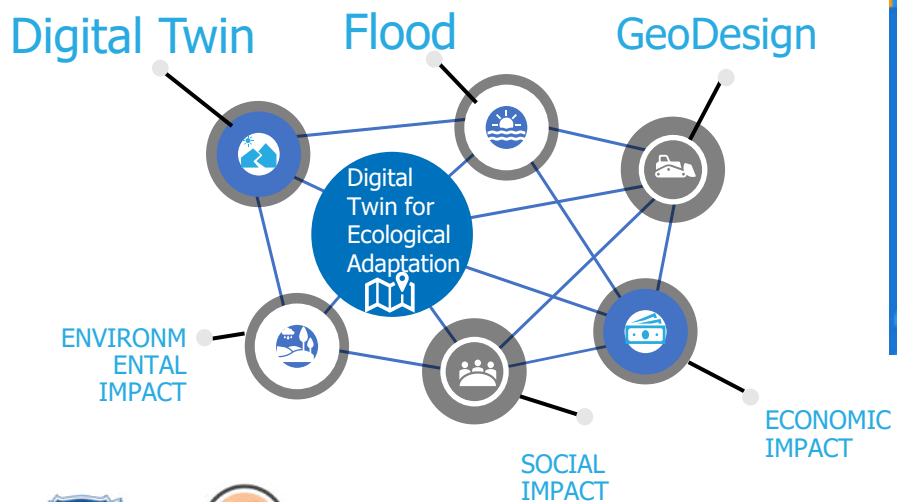 Digital Twin
Flood
GeoDesign
Digital
Twin for
Ecological
Adaptation
ENVIRONM
ENTAL
IMPACT
SOCIAL
IMPACT
ECONOMIC
IMPACT